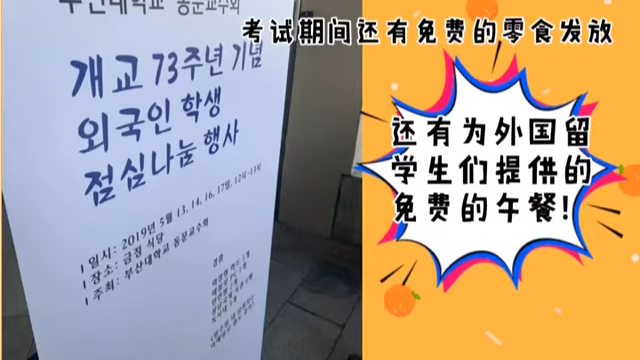 부산대학교 동문교수회
考试期间还有免费的零食发放
개교 73주년 기념
외국인 학생
점심나눔 행사
일시: 2019년 5월 13, 14, 16, 17일, 12시~13시
장소: 금정 식당
주최: 부산대학교 동문교수회
경품
还有为外国留
学生们提供的
免费的午餐!